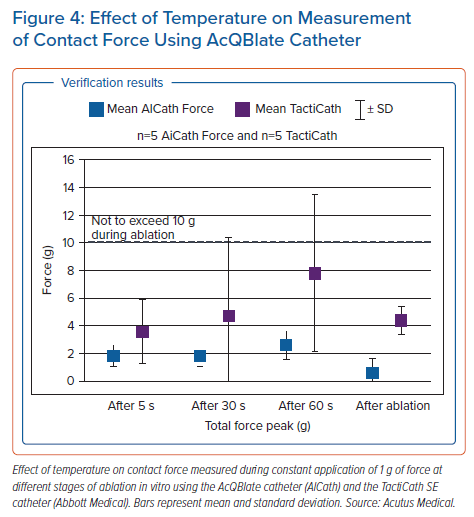 Figure 4: Effect of Temperature on Measurement
of Contact Force Using AcQBlate Catheter
Verification results
Mean AlCath Force Mean TactiCath ± SD
n=5 AiCath Force and n=5 TactiCath
16
14
12
Not to exceed 10 g
during ablation
10
8
6
4
2
0
Force (g)
After 5 s After 30 s After 60 s After ablation
Total force peak (g)
Effect of temperature on contact force measured during constant application of 1 g of force at
different stages of ablation in vitro using the AcQBlate catheter (AlCath) and the TactiCath SE
catheter (Abbott Medical). Bars represent mean and standard deviation. Source: Acutus Medical.